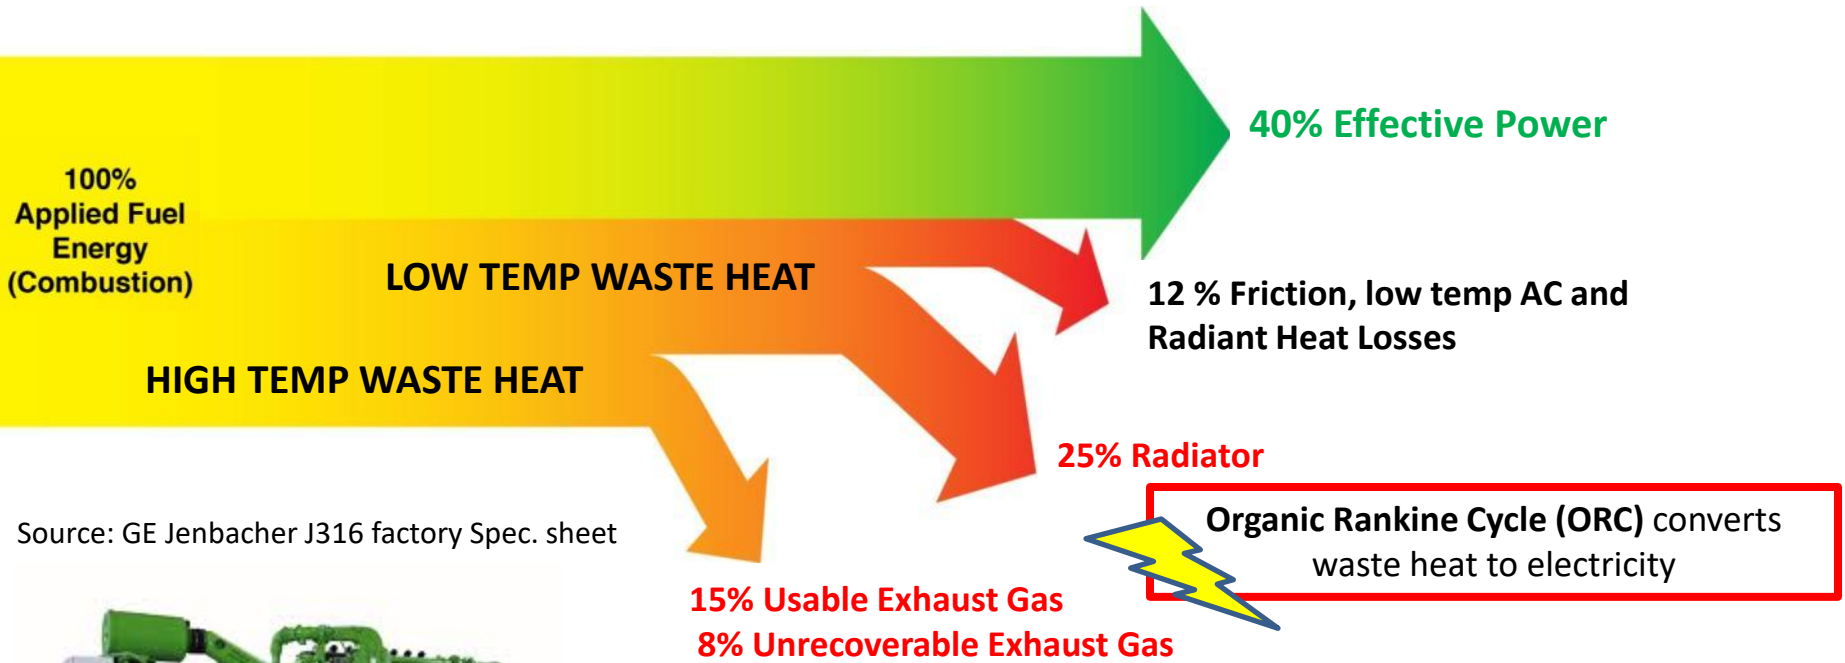 40% Effective Power
100%
Applied Fuel
Energy
(Combustion)
LOW TEMP WASTE HEAT
12 % Friction, low temp AC and
Radiant Heat Losses
HIGH TEMP WASTE HEAT
25% Radiator
Organic Rankine Cycle (ORC) converts
waste heat to electricity
Source: GE Jenbacher J316 factory Spec. sheet
15% Usable Exhaust Gas
8% Unrecoverable Exhaust Gas